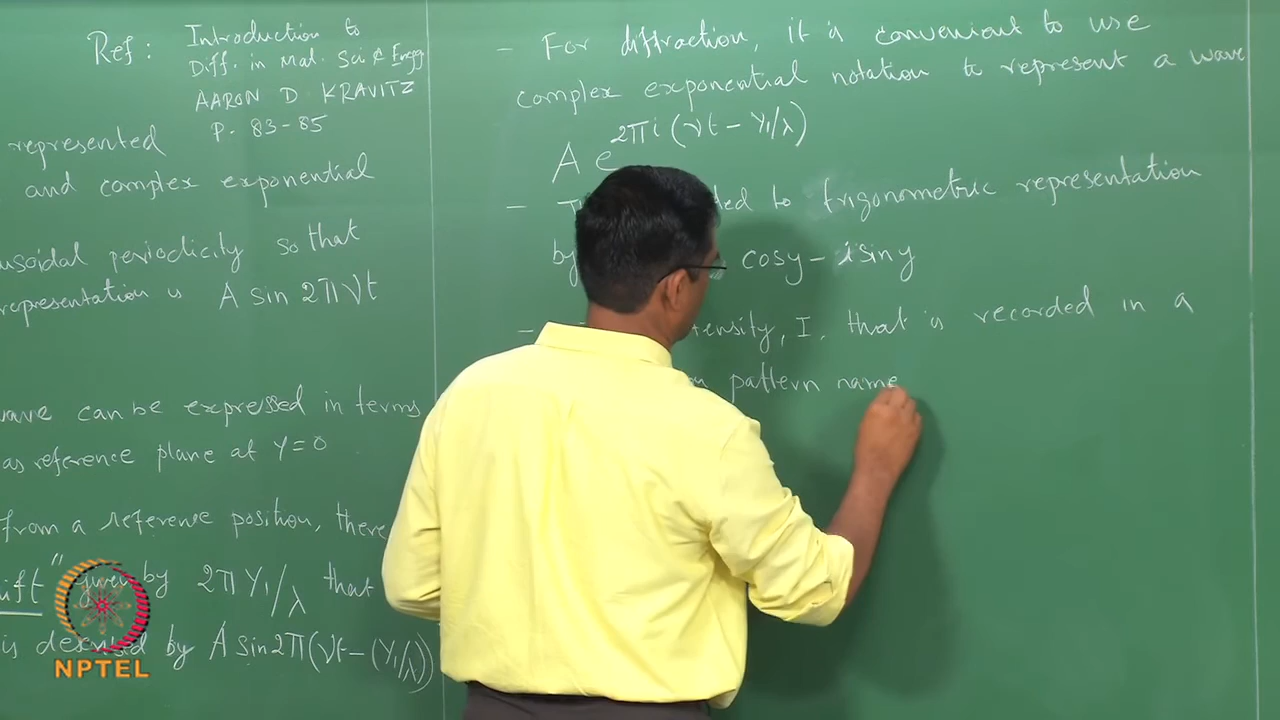 Ref: Introduction to
Diff. in Mat. Sci & Engg
AARON D KRAVITZ
P- 83-85
represented
and complex exponential
usoidal periodicity so that
representation is A sin 2πνt
wave can be expressed in terms
as reference plane at Y=0
from a reference position, there
ift" given by 2πY₁/λ that
is described by A sin2π(νt-(Y₁/λ))
- For diffraction, it is convenient to use
complex exponential notation to represent a wave
A e^{2πi(νt - Y₁/λ)}
- ded to trigonometric representation
by cosy - i siny
- tensity, I, that is recorded in a
pattern name
NPTEL